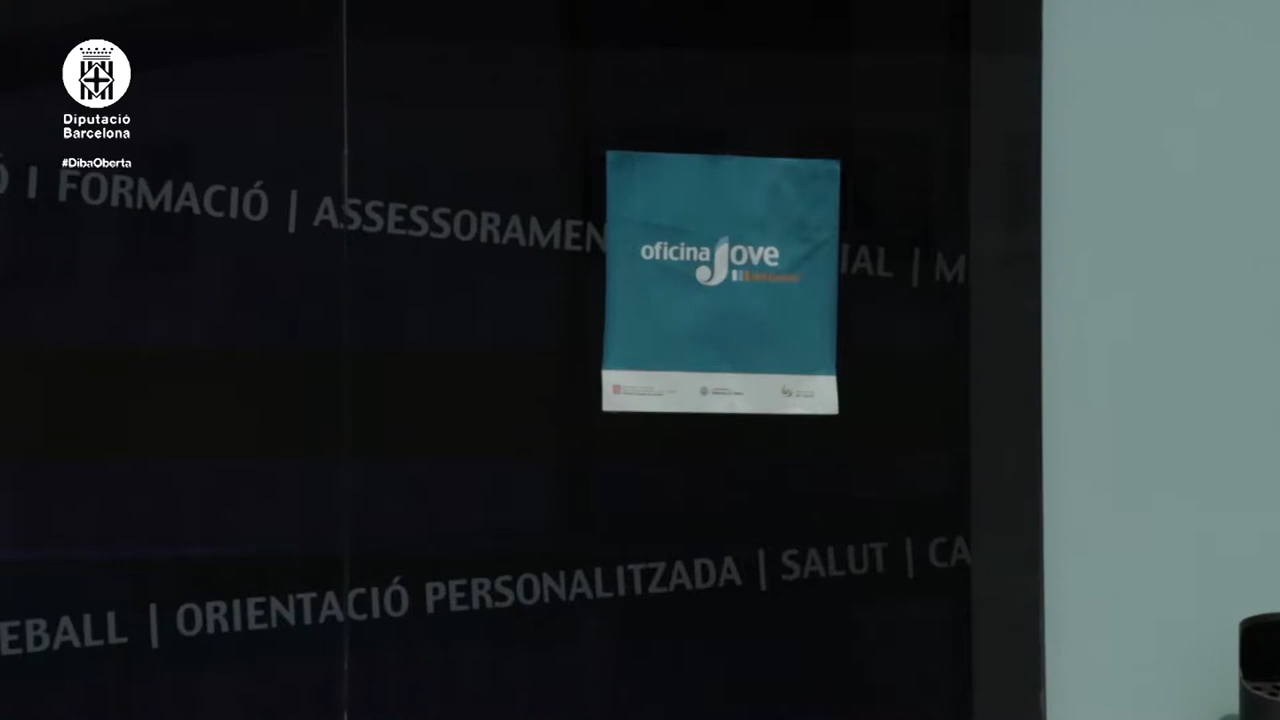 Diputació
Barcelona
#DibaOberta
I FORMACIÓ | ASSESSORAMEN
IAL | M
oficina Jove
EBALL | ORIENTACIÓ PERSONALITZADA | SALUT | CA